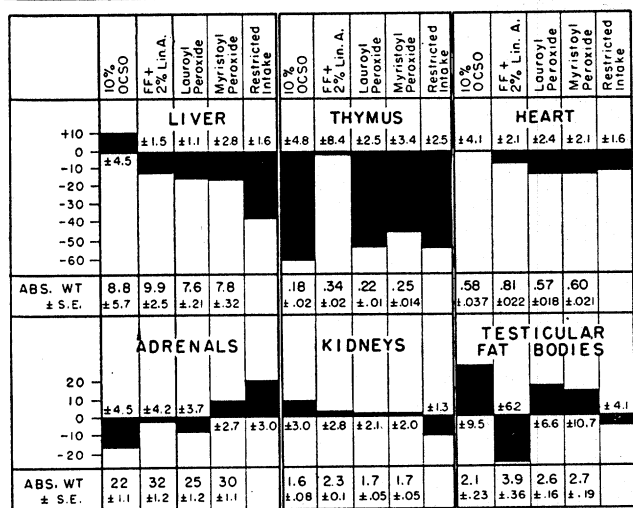 10% OCSO FF+ 2% Lin. A. Lauroyl Peroxide Myristoyl Peroxide Restricted Intake 10% OCSO FF+ 2% Lin. A. Lauroyl Peroxide Myristoyl Peroxide Restricted Intake 10% OCSO FF+ 2% Lin. A. Lauroyl Peroxide Myristoyl Peroxide Restricted Intake
LIVER THYMUS HEART
+10 ±1.5 ±1.1 ±2.8 ±1.6 ±4.8 ±8.4 ±2.5 ±3.4 ±2.5 ±4.1 ±2.1 ±2.4 ±2.1 ±1.6
0 ±4.5
-10
-20
-30
-40
-50
-60
ABS. WT 8.8 9.9 7.6 7.8 .18 .34 .22 .25 .58 .81 .57 .60
± S.E. ±5.7 ±2.5 ±.21 ±.32 ±.02 ±.02 ±.01 ±.014 ±.037 ±022 ±018 ±.021
ADRENALS KIDNEYS TESTICULAR
FAT BODIES
20
10 ±4.5 ±4.2 ±3.7 ±1.3 ±62 ±4.1
0 ±2.7 ±3.0 ±3.0 ±2.8 ±2.1 ±2.0 ±9.5 ±6.6 ±10.7
-10
-20
ABS. WT 22 32 25 30 1.6 2.3 1.7 1.7 2.1 3.9 2.6 2.7
± S.E. ±1.1 ±1.2 ±1.2 ±1.1 ±.08 ±0.1 ±.05 ±.05 ±.23 ±.36 ±.16 ±.19